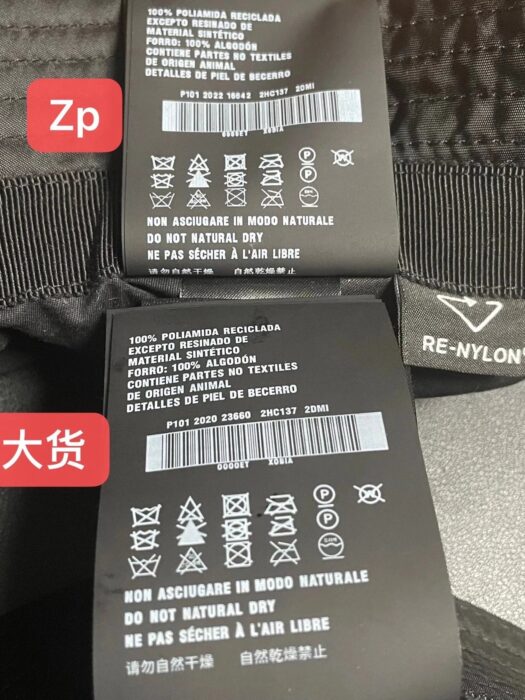 100% POLIAMIDA RECICLADA
EXCEPTO RESINADO DE
MATERIAL SINTÉTICO
FORRO: 100% ALGODÓN
CONTIENE PARTES NO TEXTILES
DE ORIGEN ANIMAL
DETALLES DE PIEL DE BECERRO
Zp
P101 2022 16642 2HC137 2DMI
0000ET X09IA
P
P
NON ASCIUGARE IN MODO NATURALE
DO NOT NATURAL DRY
NE PAS SÉCHER À L'AIR LIBRE
请勿自然干燥 自然乾燥禁止
RE-NYLON
100% POLIAMIDA RECICLADA
EXCEPTO RESINADO DE
MATERIAL SINTÉTICO
FORRO: 100% ALGODÓN
CONTIENE PARTES NO TEXTILES
DE ORIGEN ANIMAL
DETALLES DE PIEL DE BECERRO
大货
P101 2020 23660 2HC137 2DMI
0000ET X09IA
P
P
NON ASCIUGARE IN MODO NATURALE
DO NOT NATURAL DRY
NE PAS SÉCHER À L'AIR LIBRE
请勿自然干燥 自然乾燥禁止